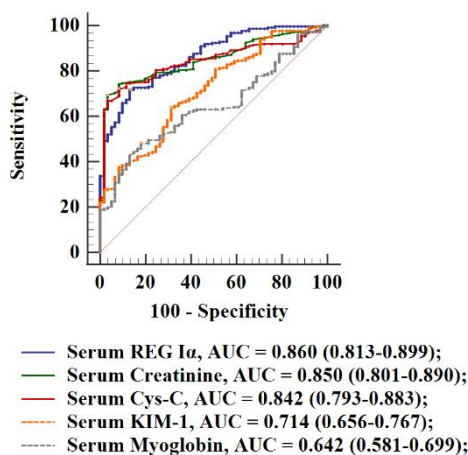 100
80
60
40
20
0
Sensitivity
0 20 40 60 80 100
100 - Specificity
Serum REG Iα, AUC = 0.860 (0.813-0.899);
Serum Creatinine, AUC = 0.850 (0.801-0.890);
Serum Cys-C, AUC = 0.842 (0.793-0.883);
Serum KIM-1, AUC = 0.714 (0.656-0.767);
Serum Myoglobin, AUC = 0.642 (0.581-0.699);